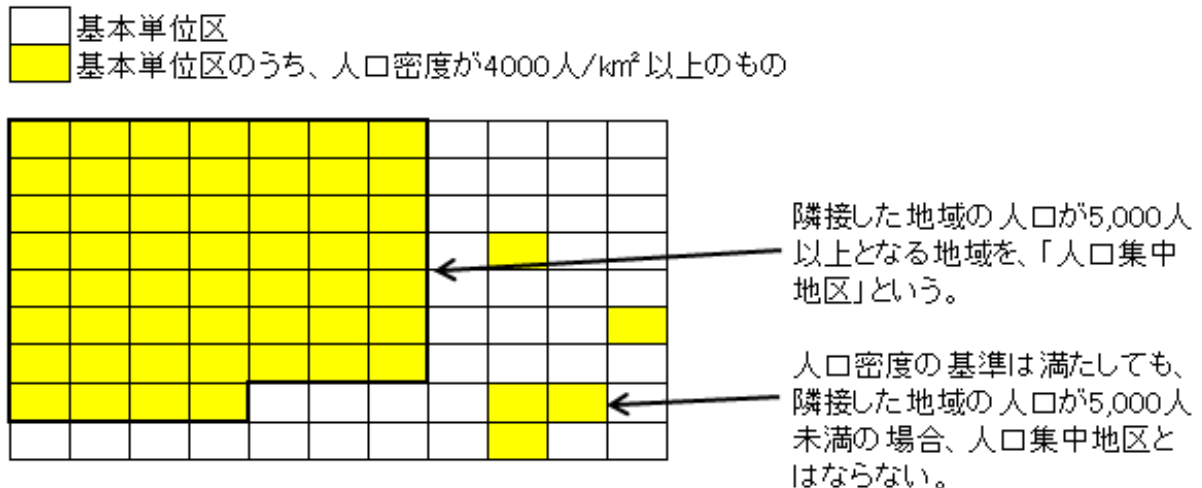 基本単位区
基本単位区のうち、人口密度が4000人/km²以上のもの
隣接した地域の人口が5,000人
以上となる地域を、「人口集中
地区」という。
人口密度の基準は満たしても、
隣接した地域の人口が5,000人
未満の場合、人口集中地区と
はならない。